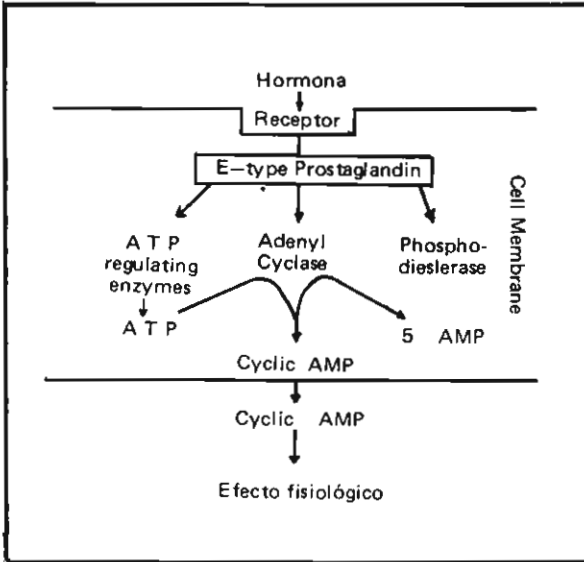 Hormona
Receptor
E-type Prostaglandin
Cell Membrane
A T P
regulating
enzymes
Adenyl
Cyclase
Phospho-
dieslerase
A T P
5 AMP
Cyclic AMP
Cyclic AMP
Efecto fisiológico